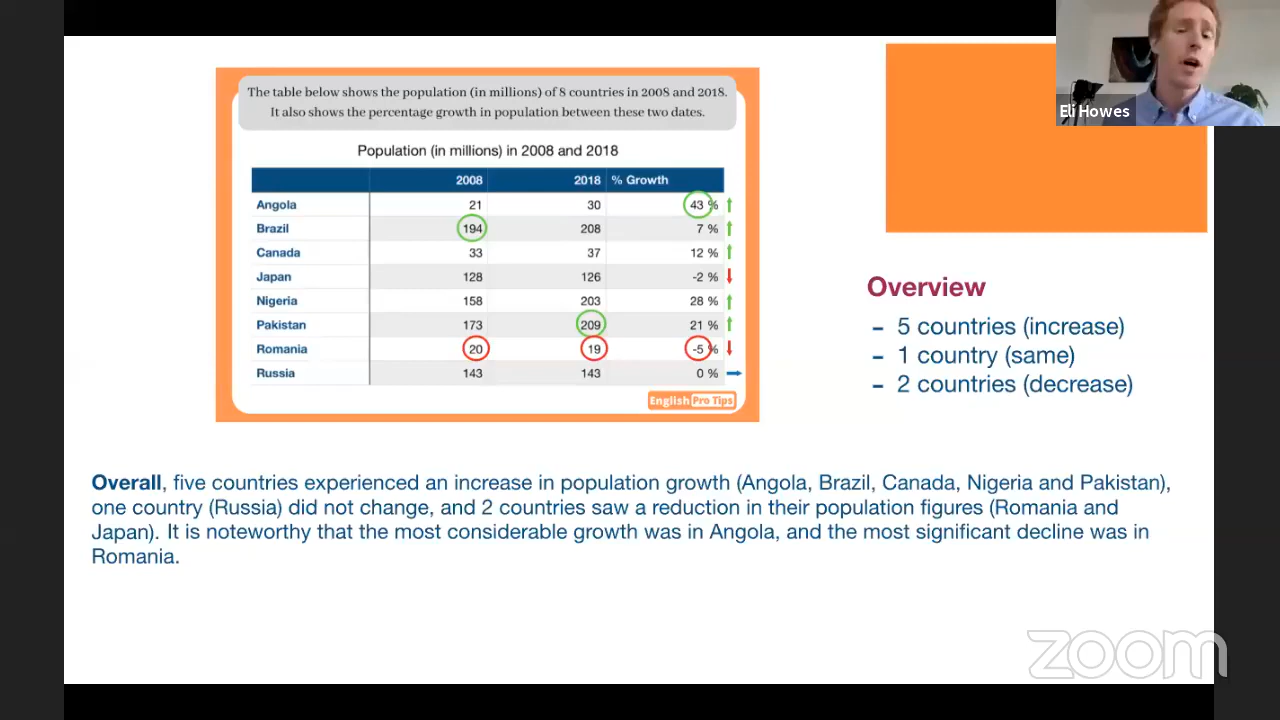 Eli Howes
The table below shows the population (in millions) of 8 countries in 2008 and 2018.
It also shows the percentage growth in population between these two dates.
Population (in millions) in 2008 and 2018
2008 2018 % Growth
Angola 21 30 43 %
Brazil 194 208 7 %
Canada 33 37 12 %
Japan 128 126 -2 %
Nigeria 158 203 28 %
Pakistan 173 209 21 %
Romania 20 19 -5 %
Russia 143 143 0 %
English Pro Tips
Overview
– 5 countries (increase)
– 1 country (same)
– 2 countries (decrease)
Overall, five countries experienced an increase in population growth (Angola, Brazil, Canada, Nigeria and Pakistan),
one country (Russia) did not change, and 2 countries saw a reduction in their population figures (Romania and
Japan). It is noteworthy that the most considerable growth was in Angola, and the most significant decline was in
Romania.
zoom